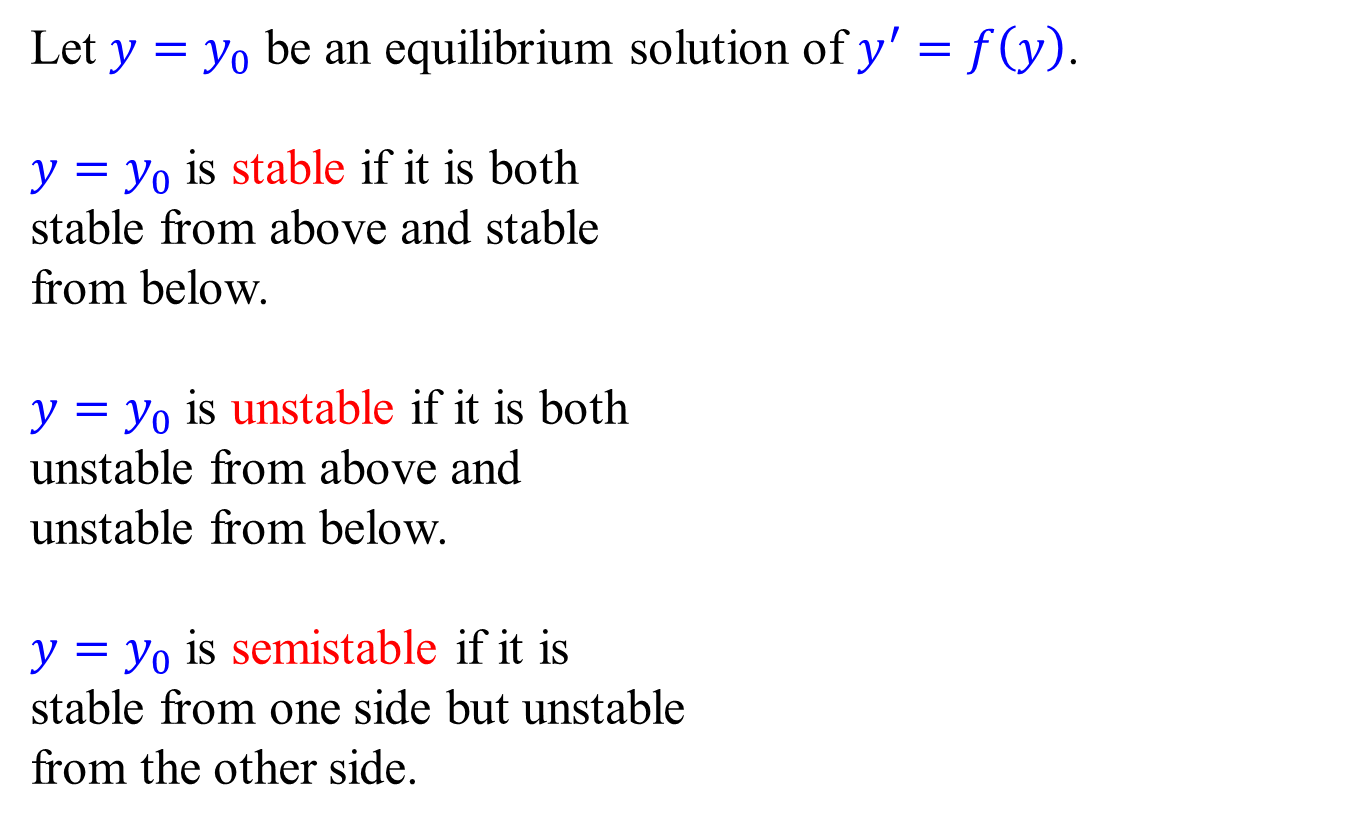 Let y = y₀ be an equilibrium solution of y′ = f(y).
y = y₀ is stable if it is both
stable from above and stable
from below.
y = y₀ is unstable if it is both
unstable from above and
unstable from below.
y = y₀ is semistable if it is
stable from one side but unstable
from the other side.